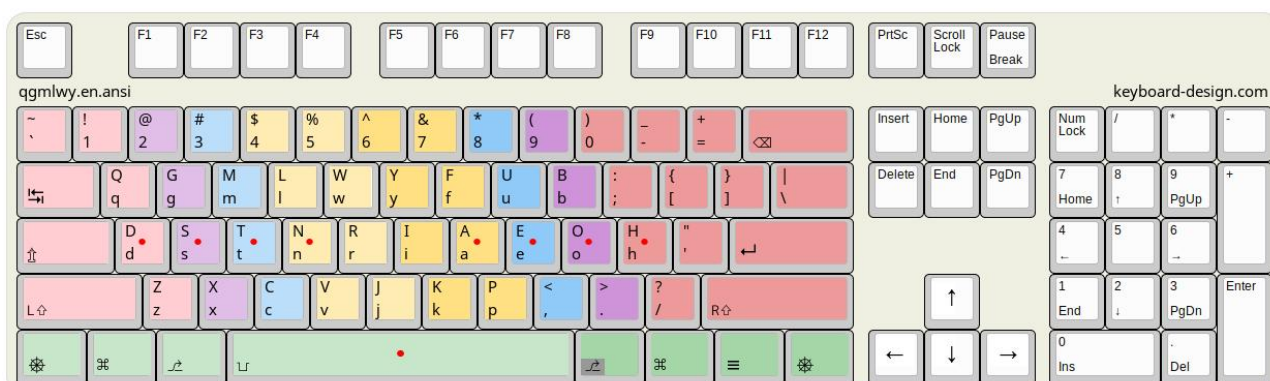 Esc F1 F2 F3 F4 F5 F6 F7 F8 F9 F10 F11 F12 PrtSc Scroll Lock Pause Break
qgmlwy.en.ansi keyboard-design.com
~ ! @ # $ % ^ & * ( ) _ + Insert Home PgUp Num Lock / * -
` 1 2 3 4 5 6 7 8 9 0 - = ⌫
Q G M L W Y F U B : { } | Delete End PgDn 7 8 9 +
↹ q g m l w y f u b ; [ ] \ Home ↑ PgUp
D S T N R I A E O H " 4 5 6
⇮ d s t n r i a e o h ' ↵ ← →
Z X C V J K P < > ? ↑ 1 2 3 Enter
L⇧ z x c v j k p , . / R⇧ End ↓ PgDn
⎈ ⌘ ⎇ ⊔ ⎇ ⌘ ≡ ⎈ ← ↓ → 0 .
Ins Del